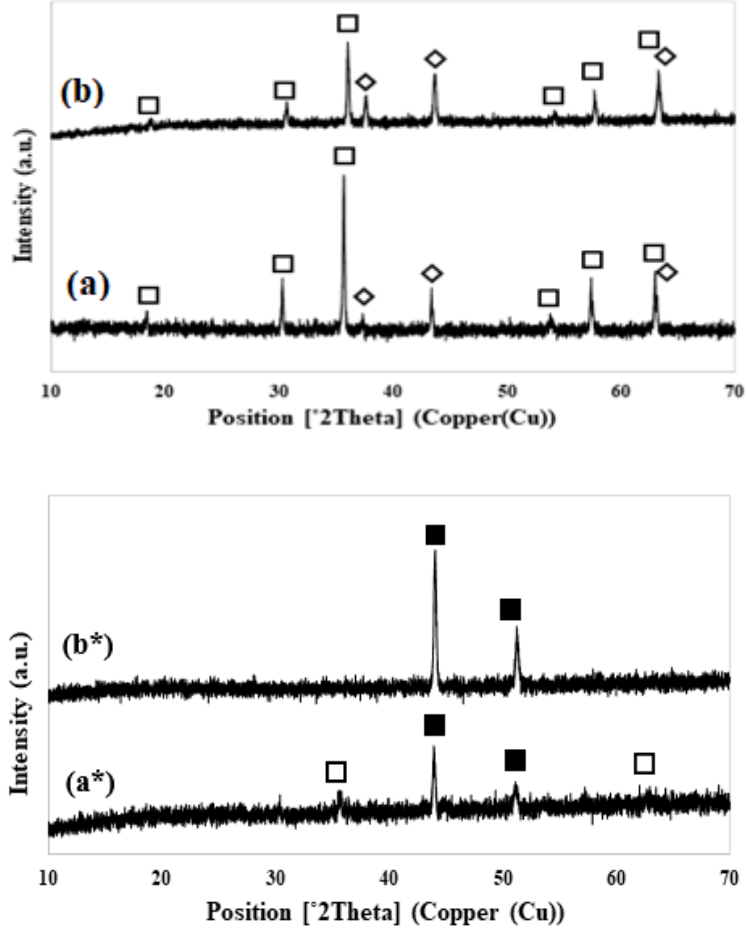 (b)
(a)
Intensity (a.u.)
10 20 30 40 50 60 70
Position [°2Theta] (Copper(Cu))
(b*)
(a*)
Intensity (a.u.)
10 20 30 40 50 60 70
Position [°2Theta] (Copper (Cu))